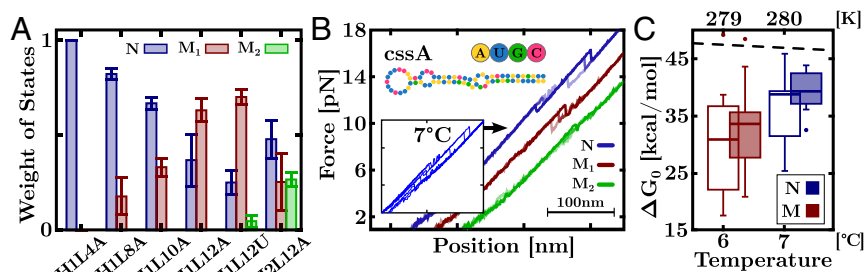 A
N M₁ M₂
Weight of States
1
0.5
0
H1L4A H1L8A H1L10A H1L12A H1L12U H2L12A
B
cssA
A U G C
Force [pN]
18
14
10
6
2
7°C
N
M₁
M₂
100nm
Position [nm]
C
279 280 [K]
ΔG₀ [kcal/mol]
45
35
25
15
N
M
6 7 [°C]
Temperature